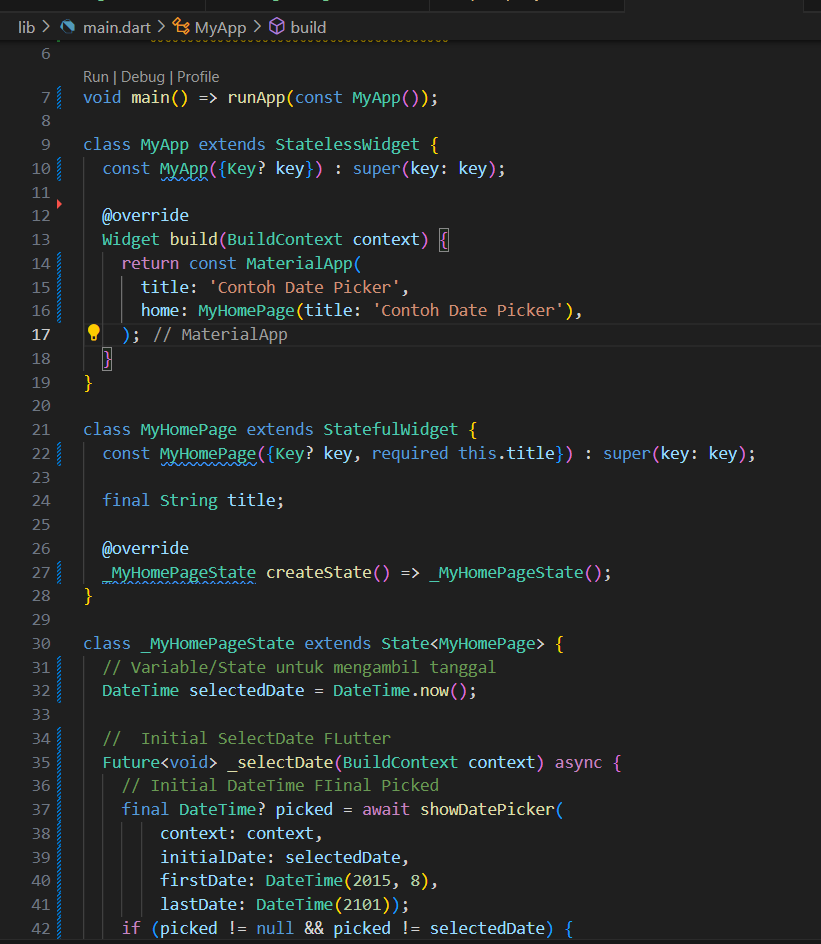 lib > main.dart > MyApp > build
6
Run | Debug | Profile
7 void main() => runApp(const MyApp());
8
9 class MyApp extends StatelessWidget {
10   const MyApp({Key? key}) : super(key: key);
11
12   @override
13   Widget build(BuildContext context) {
14     return const MaterialApp(
15       title: 'Contoh Date Picker',
16       home: MyHomePage(title: 'Contoh Date Picker'),
17     ); // MaterialApp
18   }
19 }
20
21 class MyHomePage extends StatefulWidget {
22   const MyHomePage({Key? key, required this.title}) : super(key: key);
23
24   final String title;
25
26   @override
27   _MyHomePageState createState() => _MyHomePageState();
28 }
29
30 class _MyHomePageState extends State<MyHomePage> {
31   // Variable/State untuk mengambil tanggal
32   DateTime selectedDate = DateTime.now();
33
34   //  Initial SelectDate FLutter
35   Future<void> _selectDate(BuildContext context) async {
36     // Initial DateTime FIinal Picked
37     final DateTime? picked = await showDatePicker(
38         context: context,
39         initialDate: selectedDate,
40         firstDate: DateTime(2015, 8),
41         lastDate: DateTime(2101));
42     if (picked != null && picked != selectedDate) {